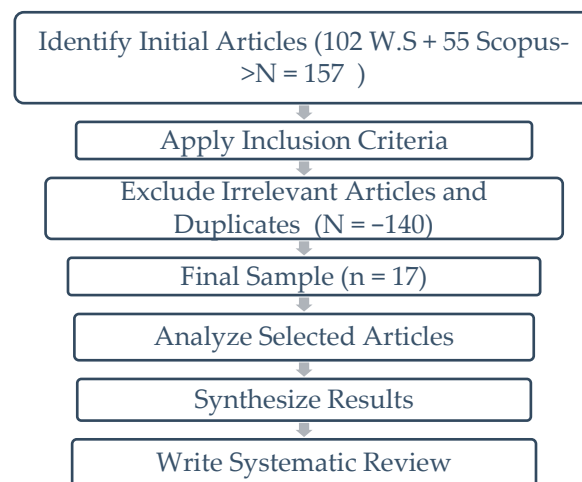 Identify Initial Articles (102 W.S + 55 Scopus-
>N = 157  )
Apply Inclusion Criteria
Exclude Irrelevant Articles and
Duplicates  (N = −140)
Final Sample (n = 17)
Analyze Selected Articles
Synthesize Results
Write Systematic Review